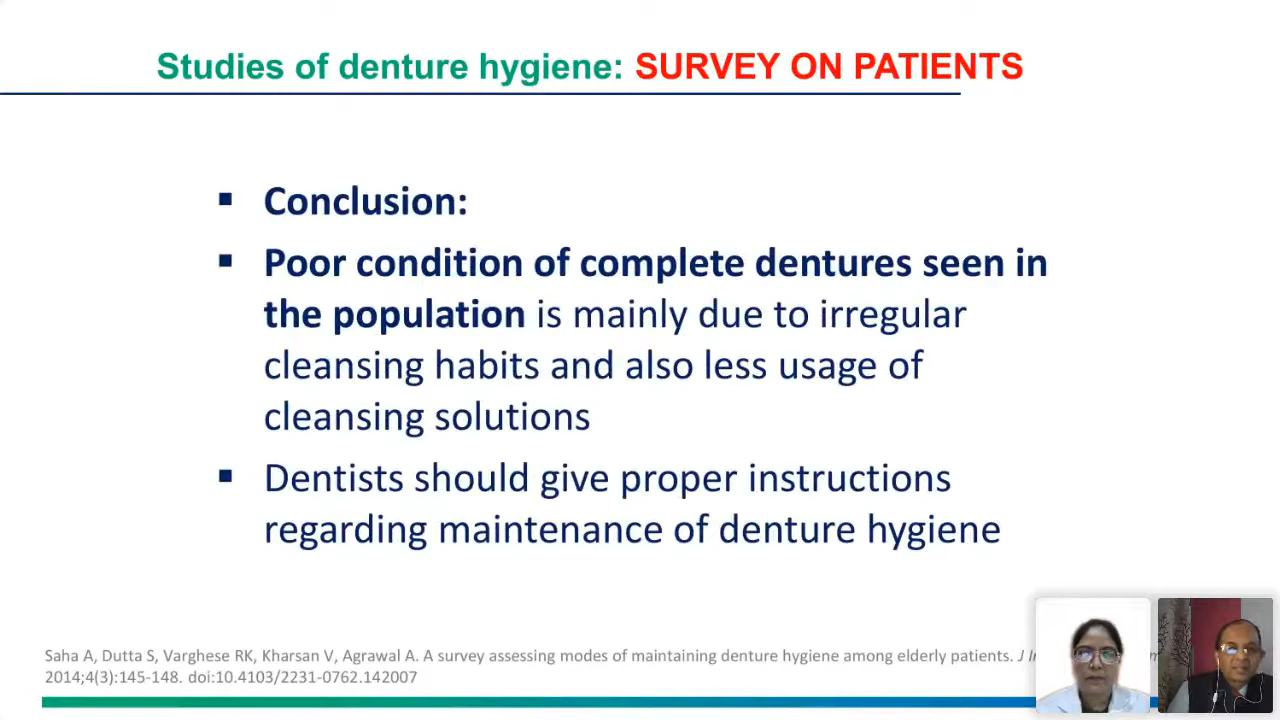 Studies of denture hygiene: SURVEY ON PATIENTS
▪ Conclusion:
▪ Poor condition of complete dentures seen in
the population is mainly due to irregular
cleansing habits and also less usage of
cleansing solutions
▪ Dentists should give proper instructions
regarding maintenance of denture hygiene
Saha A, Dutta S, Varghese RK, Kharsan V, Agrawal A. A survey assessing modes of maintaining denture hygiene among elderly patients. J
2014;4(3):145-148. doi:10.4103/2231-0762.142007